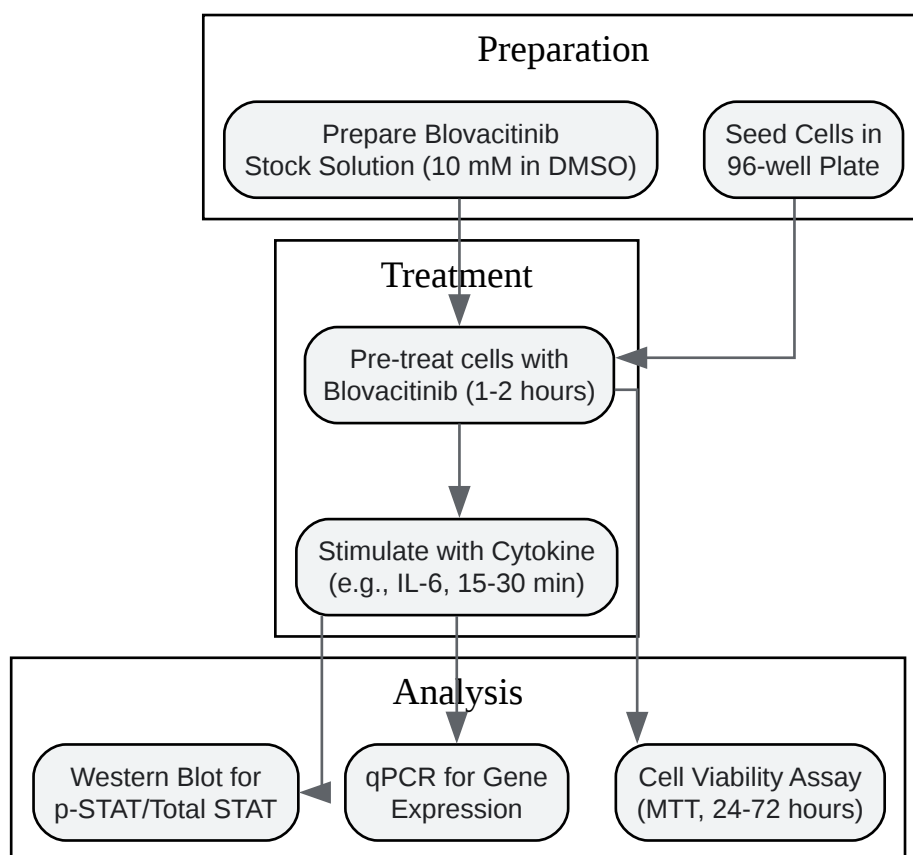 Preparation
Prepare Blovacitinib
Stock Solution (10 mM in DMSO)
Seed Cells in
96-well Plate
Treatment
Pre-treat cells with
Blovacitinib (1-2 hours)
Stimulate with Cytokine
(e.g., IL-6, 15-30 min)
Analysis
Western Blot for
p-STAT/Total STAT
qPCR for Gene
Expression
Cell Viability Assay
(MTT, 24-72 hours)